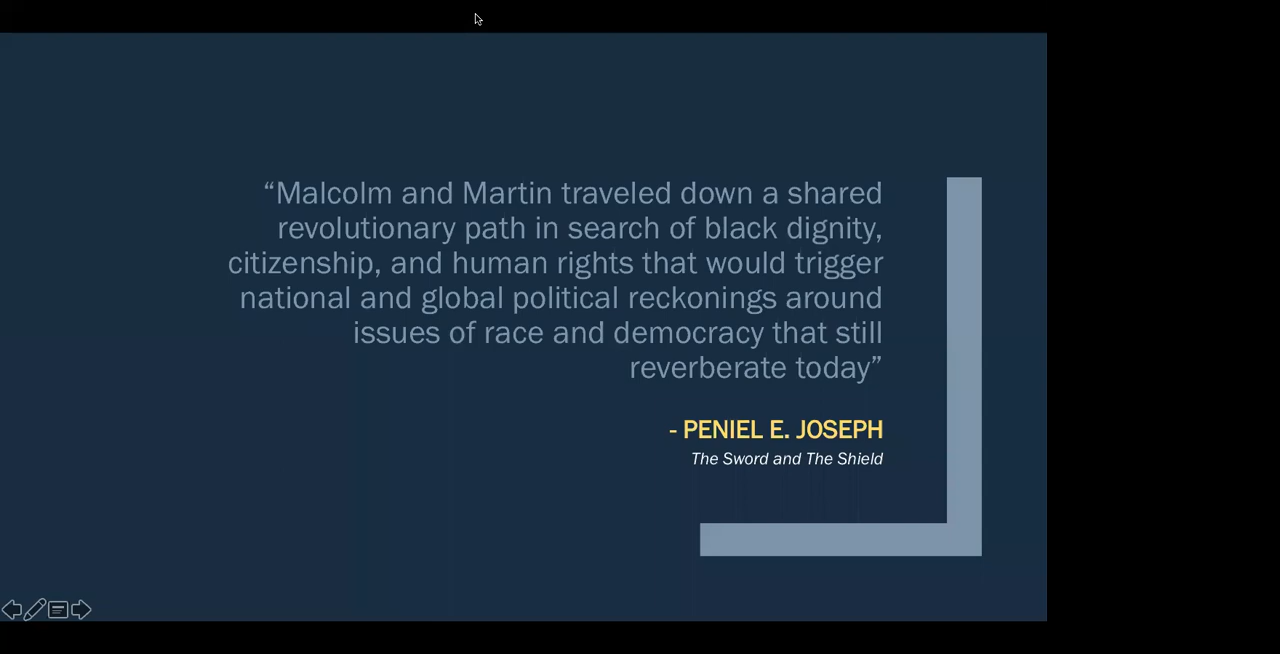 “Malcolm and Martin traveled down a shared
revolutionary path in search of black dignity,
citizenship, and human rights that would trigger
national and global political reckonings around
issues of race and democracy that still
reverberate today”
- PENIEL E. JOSEPH
The Sword and The Shield